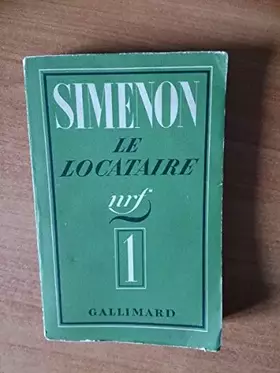 SIMENON
LE
LOCATAIRE
nrf
1
GALLIMARD